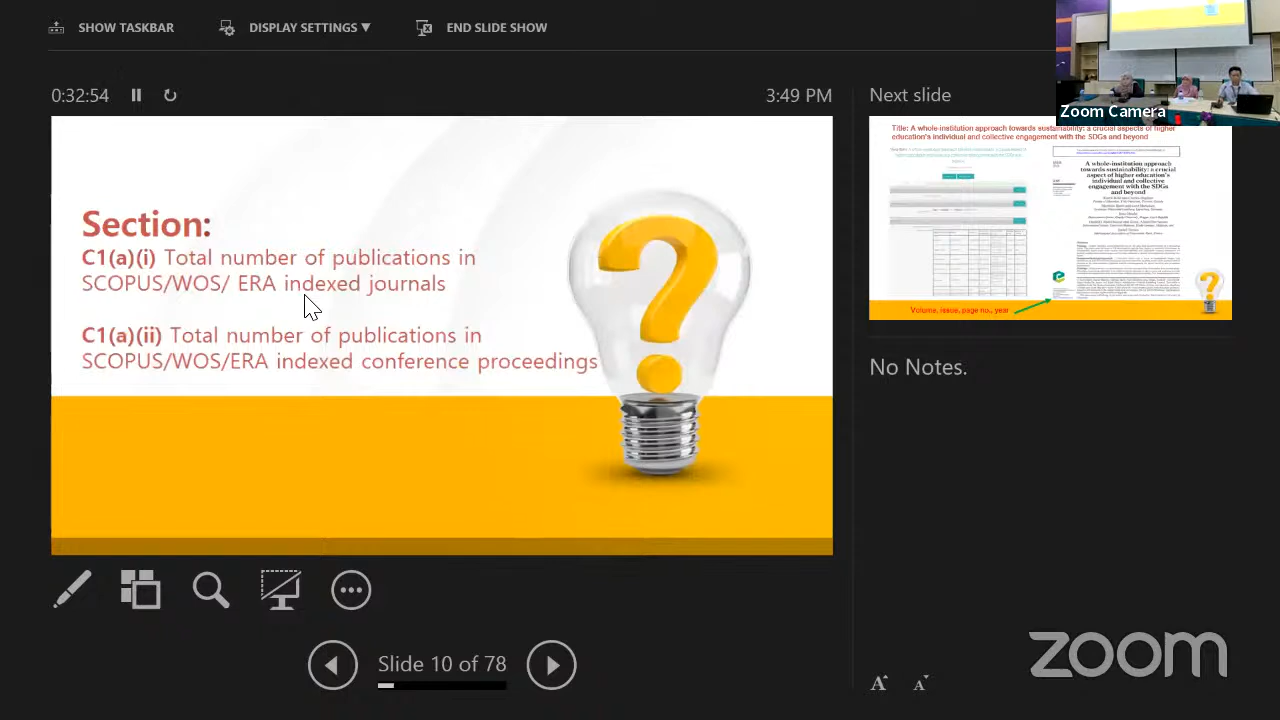 SHOW TASKBAR
DISPLAY SETTINGS ▼
END SLIDE SHOW
0:32:54
3:49 PM
Next slide
Zoom Camera
Section:
C1(a)(i) Total number of publications in
SCOPUS/WOS/ ERA indexed journals
C1(a)(ii) Total number of publications in
SCOPUS/WOS/ERA indexed conference proceedings
Title: A whole-institution approach towards sustainability: a crucial aspects of higher
education's individual and collective engagement with the SDGs and beyond
A whole-institution approach
towards sustainability: a crucial
aspect of higher education's
individual and collective
engagement with the SDGs
and beyond
Volume, issue, page no., year
No Notes.
Slide 10 of 78
A A
zoom